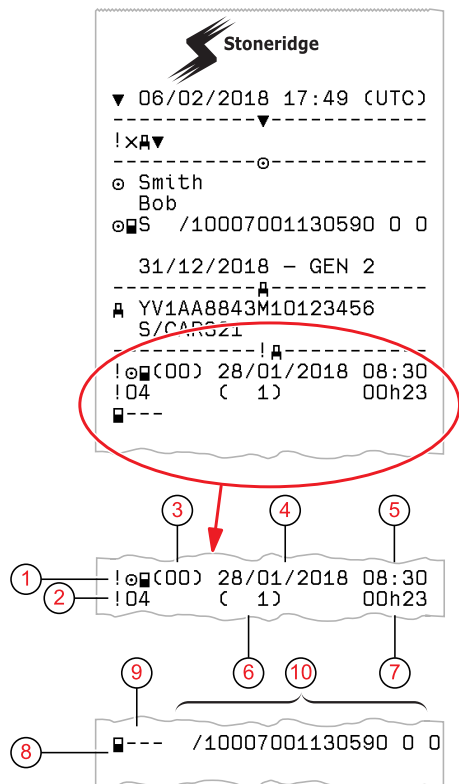 Stoneridge
▼ 06/02/2018 17:49 (UTC)
!×▼
Smith
Bob
S /10007001130590 0 0
31/12/2018 – GEN 2
YV1AA8843M10123456
S/CARS21
!(00) 28/01/2018 08:30
!04 ( 1) 00h23
---
3 4 5
1 !(00) 28/01/2018 08:30
2 !04 ( 1) 00h23
6 10 7
9
8 --- /10007001130590 0 0